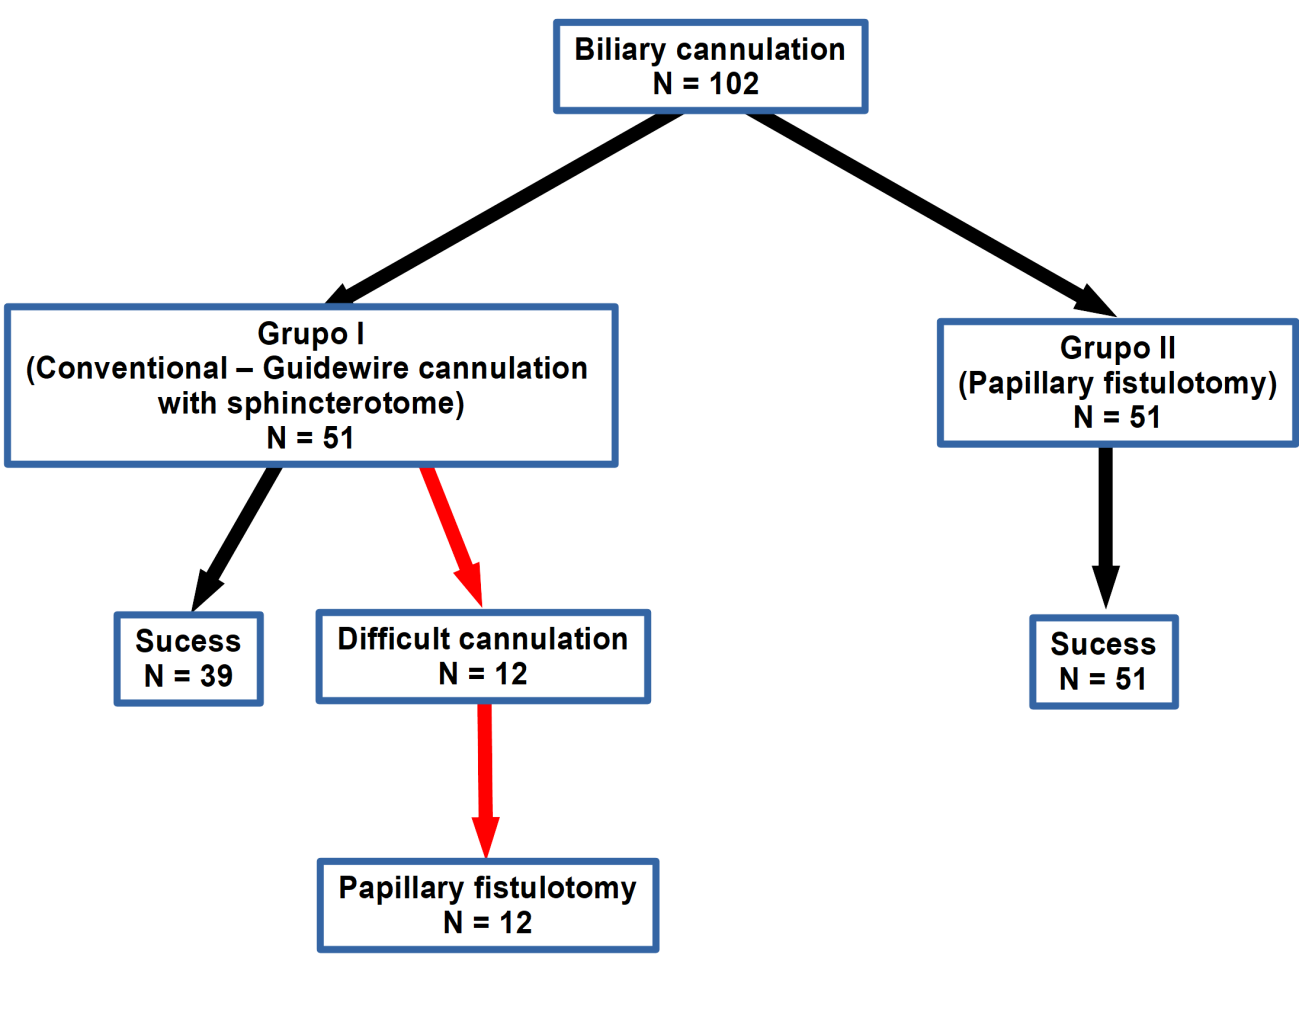 Biliary cannulation
N = 102
Grupo I
(Conventional – Guidewire cannulation
with sphincterotome)
N = 51
Grupo II
(Papillary fistulotomy)
N = 51
Sucess
N = 39
Difficult cannulation
N = 12
Sucess
N = 51
Papillary fistulotomy
N = 12